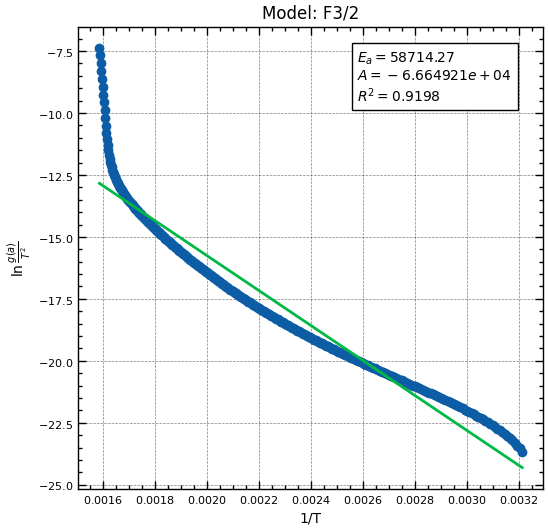 Model: F3/2
E_a = 58714.27
A = −6.664921e + 04
R² = 0.9198
−7.5
−10.0
−12.5
−15.0
−17.5
−20.0
−22.5
−25.0
ln g(a)/T²
0.0016 0.0018 0.0020 0.0022 0.0024 0.0026 0.0028 0.0030 0.0032
1/T